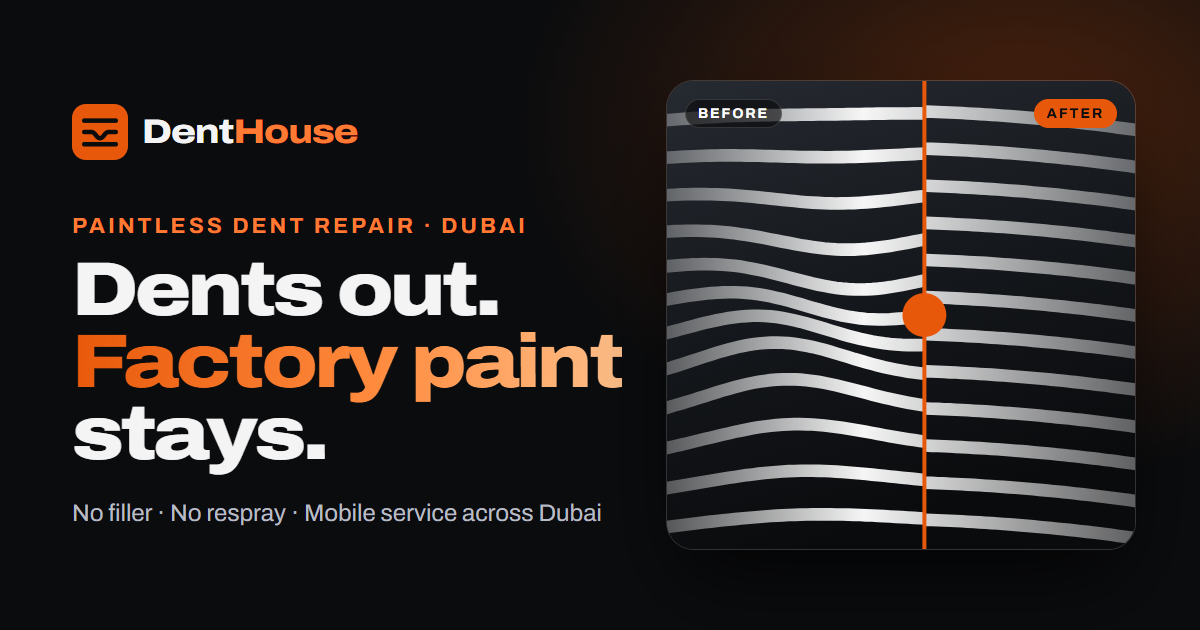 DentHouse
PAINTLESS DENT REPAIR · DUBAI
Dents out.
Factory paint
stays.
No filler · No respray · Mobile service across Dubai
BEFORE
AFTER